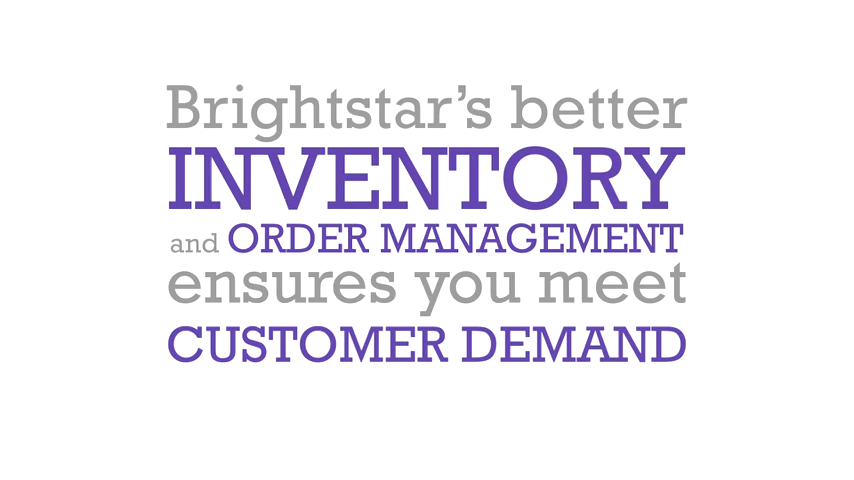 Brightstar’s better
INVENTORY
and ORDER MANAGEMENT
ensures you meet
CUSTOMER DEMAND